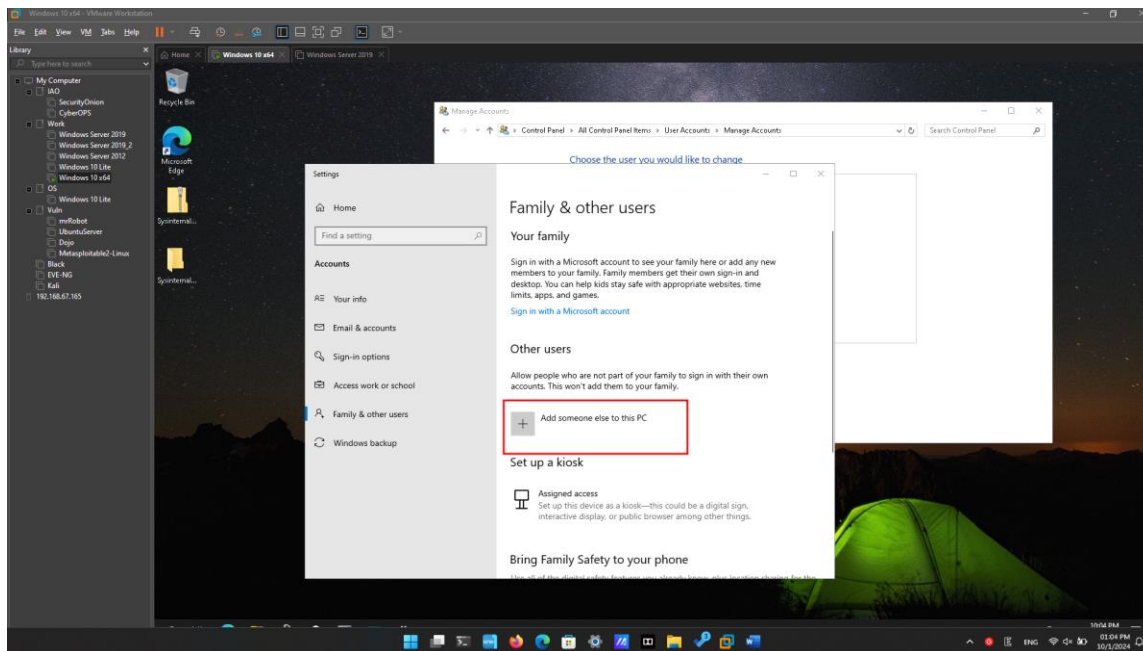 Windows 10 x64 - VMware Workstation
File Edit View VM Tabs Help
Library
Type here to search
My Computer
IAO
SecurityOnion
CyberOPS
Work
Windows Server 2019
Windows Server 2019_2
Windows Server 2012
Windows 10 Lite
Windows 10 x64
OS
Windows 10 Lite
Vuln
mrRobot
UbuntuServer
Dojo
Metasploitable2-Linux
Black
EVE-NG
Kali
192.168.67.165
Home
Windows 10 x64
Windows Server 2019
Recycle Bin
Microsoft
Edge
Sysinternal...
Sysinternal...
Manage Accounts
Control Panel > All Control Panel Items > User Accounts > Manage Accounts
Search Control Panel
Choose the user you would like to change
Settings
Home
Find a setting
Accounts
Your info
Email & accounts
Sign-in options
Access work or school
Family & other users
Windows backup
Family & other users
Your family
Sign in with a Microsoft account to see your family here or add any new
members to your family. Family members get their own sign-in and
desktop. You can help kids stay safe with appropriate websites, time
limits, apps, and games.
Sign in with a Microsoft account
Other users
Allow people who are not part of your family to sign in with their own
accounts. This won't add them to your family.
Add someone else to this PC
Set up a kiosk
Assigned access
Set up this device as a kiosk—this could be a digital sign,
interactive display, or public browser among other things.
Bring Family Safety to your phone
10:04 PM
ENG
01:04 PM
10/1/2024